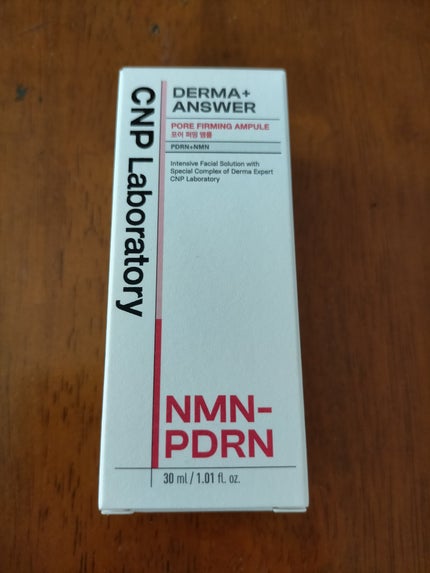 CNP Laboratory
DERMA+
ANSWER
PORE FIRMING AMPULE
포어 퍼밍 앰플
PDRN+NMN
Intensive Facial Solution with
Special Complex of Derma Expert
CNP Laboratory
NMN-
PDRN
30 ml / 1.01 fl. oz.